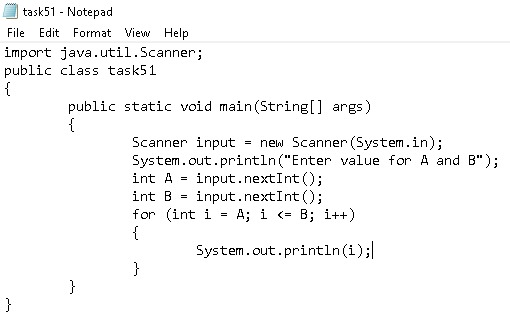 task51 - Notepad
File Edit Format View Help
import java.util.Scanner;
public class task51
{
        public static void main(String[] args)
        {
                Scanner input = new Scanner(System.in);
                System.out.println("Enter value for A and B");
                int A = input.nextInt();
                int B = input.nextInt();
                for (int i = A; i <= B; i++)
                {
                        System.out.println(i);
                }
        }
}